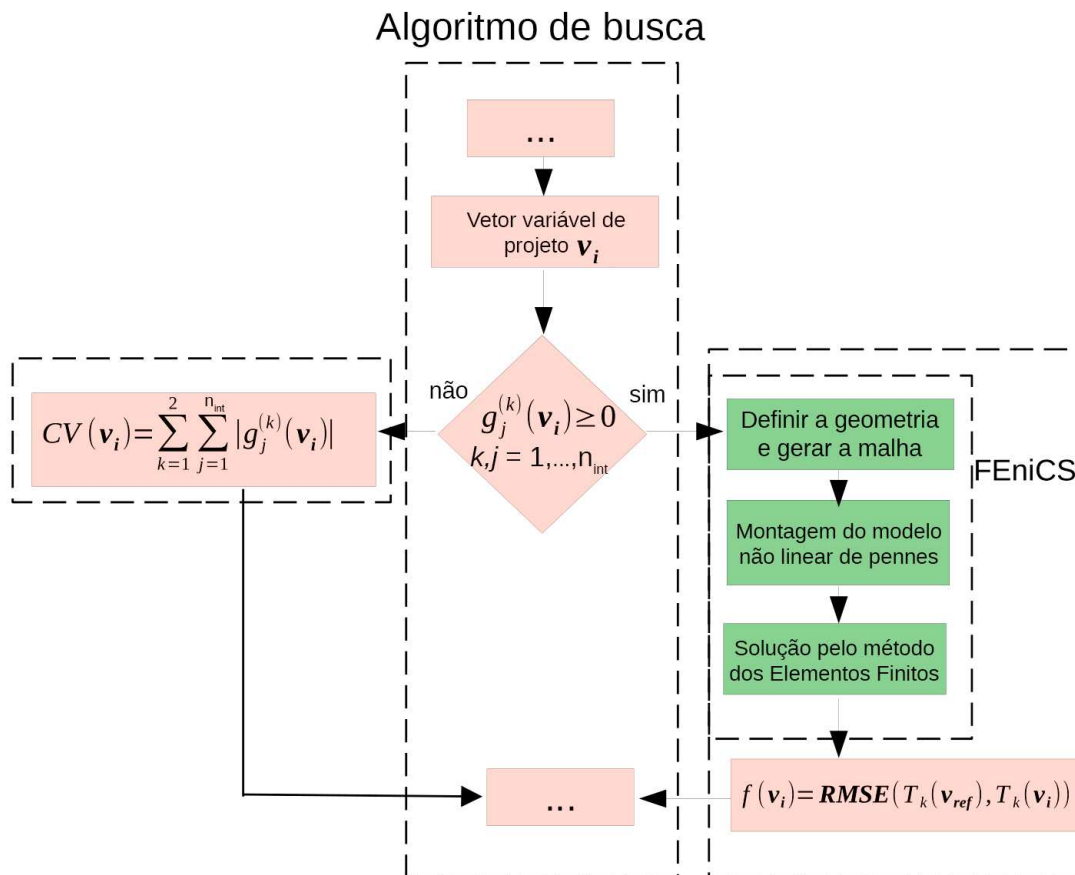 Algoritmo de busca
...
Vetor variável de
projeto v_i
não
sim
g_j^{(k)}(v_i) ≥ 0
k,j = 1,...,n_int
CV(v_i)=\sum_{k=1}^{2} \sum_{j=1}^{n_int} |g_j^{(k)}(v_i)|
Definir a geometria
e gerar a malha
FEniCS
Montagem do modelo
não linear de pennes
Solução pelo método
dos Elementos Finitos
...
f(v_i)=RMSE(T_k(v_ref),T_k(v_i))